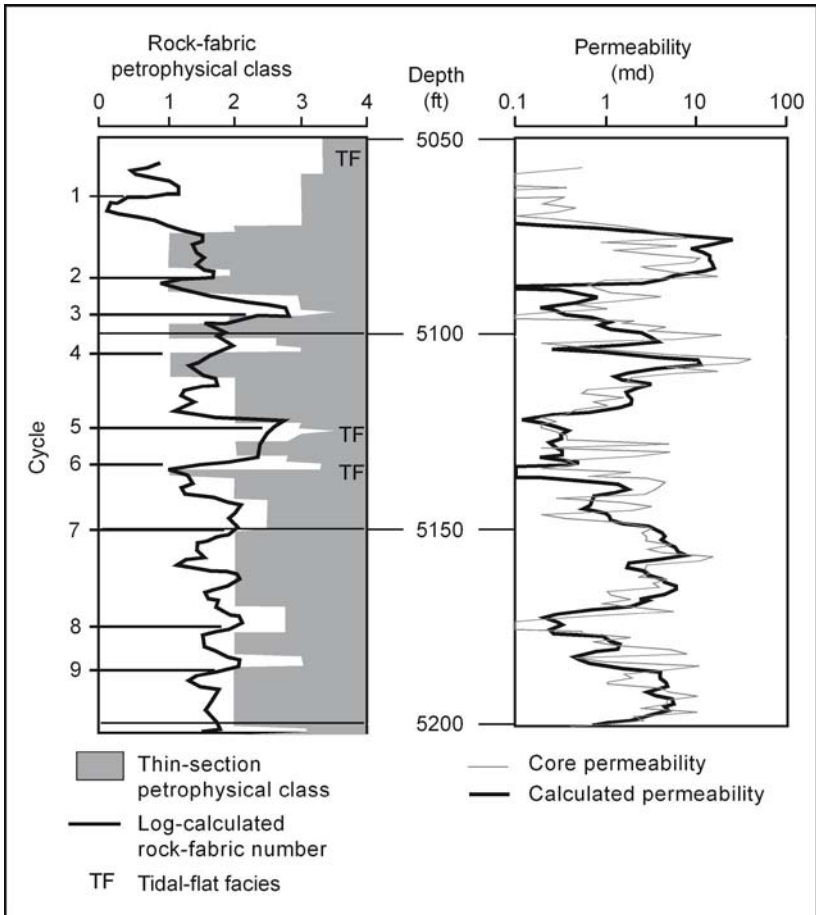 Rock-fabric
petrophysical class
0 1 2 3 4
Depth
(ft)
Permeability
(md)
0.1 1 10 100
5050
TF
1
2
3
5100
4
5
TF
Cycle
6
TF
7
5150
8
9
5200
Thin-section
petrophysical class
Log-calculated
rock-fabric number
TF Tidal-flat facies
Core permeability
Calculated permeability